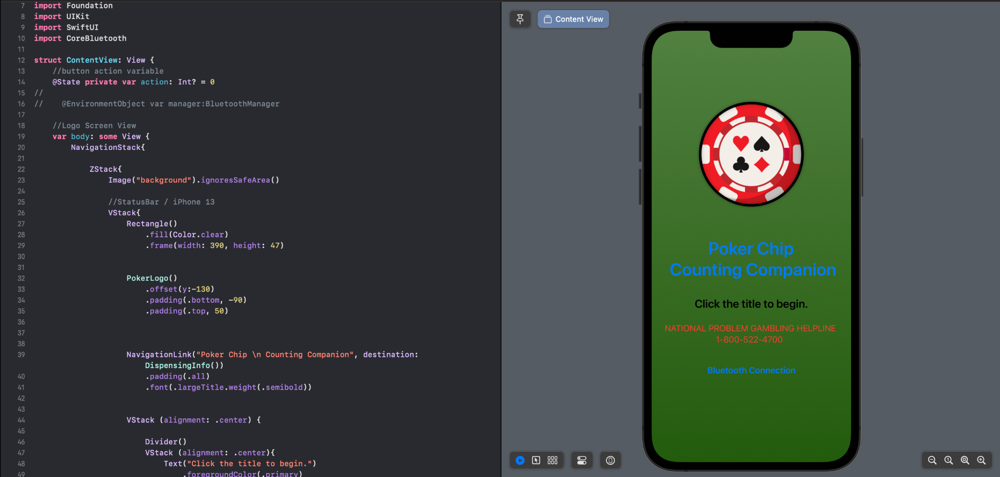 7 import Foundation
8 import UIKit
9 import SwiftUI
10 import CoreBluetooth
11
12 struct ContentView: View {
13 //button action variable
14 @State private var action: Int? = 0
15 //
16 // @EnvironmentObject var manager:BluetoothManager
17
18 //Logo Screen View
19 var body: some View {
20 NavigationStack{
21
22 ZStack{
23 Image("background").ignoresSafeArea()
24
25 //StatusBar / iPhone 13
26 VStack{
27 Rectangle()
28 .fill(Color.clear)
29 .frame(width: 390, height: 47)
30
31
32 PokerLogo()
33 .offset(y:-130)
34 .padding(.bottom, -90)
35 .padding(.top, 50)
36
37
38
39 NavigationLink("Poker Chip \n Counting Companion", destination:
DispensingInfo())
40 .padding(.all)
41 .font(.largeTitle.weight(.semibold))
42
43
44 VStack (alignment: .center) {
45
46 Divider()
47 VStack (alignment: .center){
48 Text("Click the title to begin.")
49 .foregroundColor(.primary)
Content View
Poker Chip
Counting Companion
Click the title to begin.
NATIONAL PROBLEM GAMBLING HELPLINE
1-800-522-4700
Bluetooth Connection